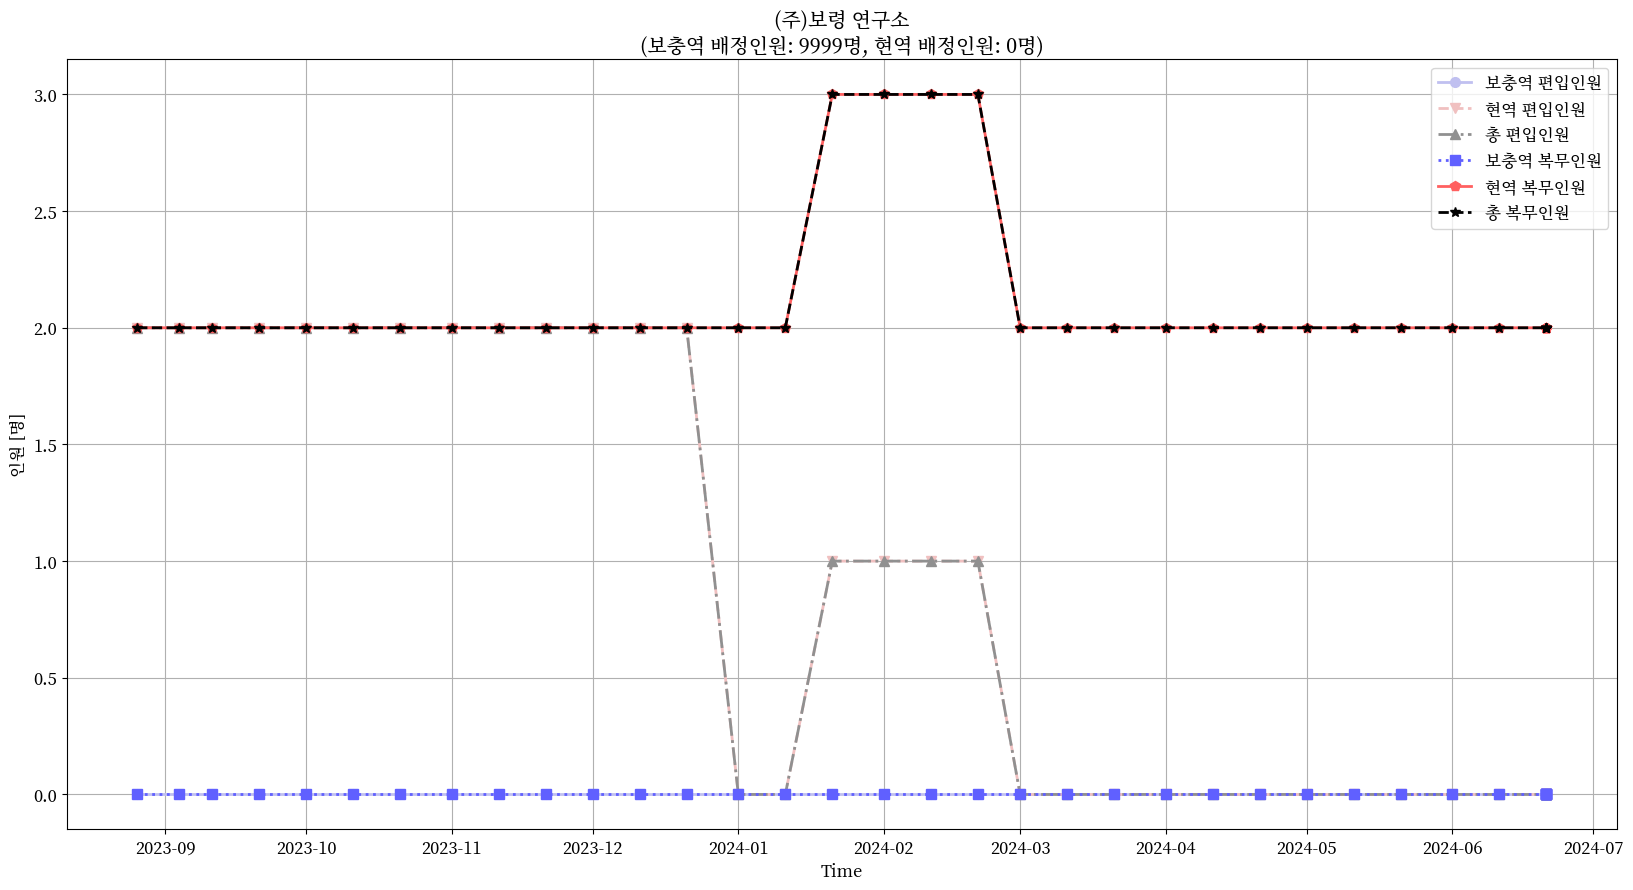 (주)보령 연구소
(보충역 배정인원: 9999명, 현역 배정인원: 0명)
보충역 편입인원
현역 편입인원
총 편입인원
보충역 복무인원
현역 복무인원
총 복무인원
인원 [명]
3.0
2.5
2.0
1.5
1.0
0.5
0.0
2023-09
2023-10
2023-11
2023-12
2024-01
2024-02
2024-03
2024-04
2024-05
2024-06
2024-07
Time